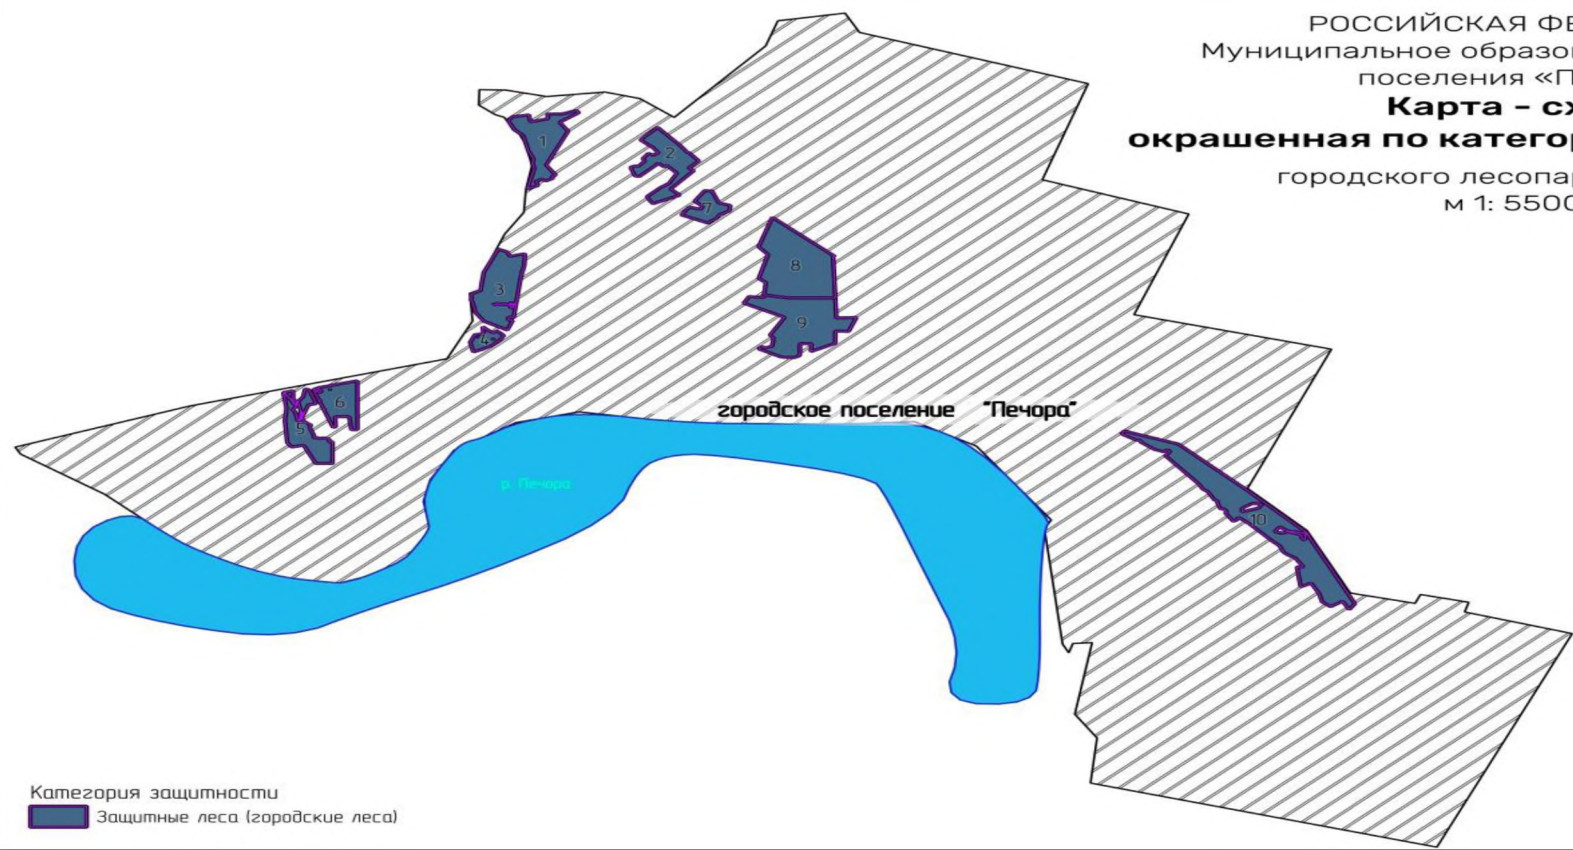 РОССИЙСКАЯ ФЕ
Муниципальное образо
поселения «П
Карта - сх
окрашенная по катего
городского лесопар
м 1: 5500
1
2
7
8
3
9
4
6
5
городское поселение "Печора"
р. Печора
10
Категория защитности
Защитные леса (городские леса)